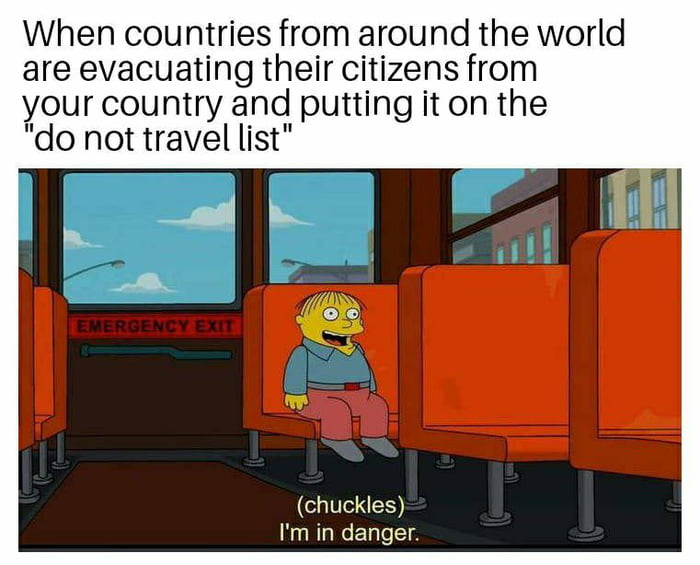 When countries from around the world
are evacuating their citizens from
your country and putting it on the
"do not travel list"
EMERGENCY EXIT
(chuckles)
I'm in danger.